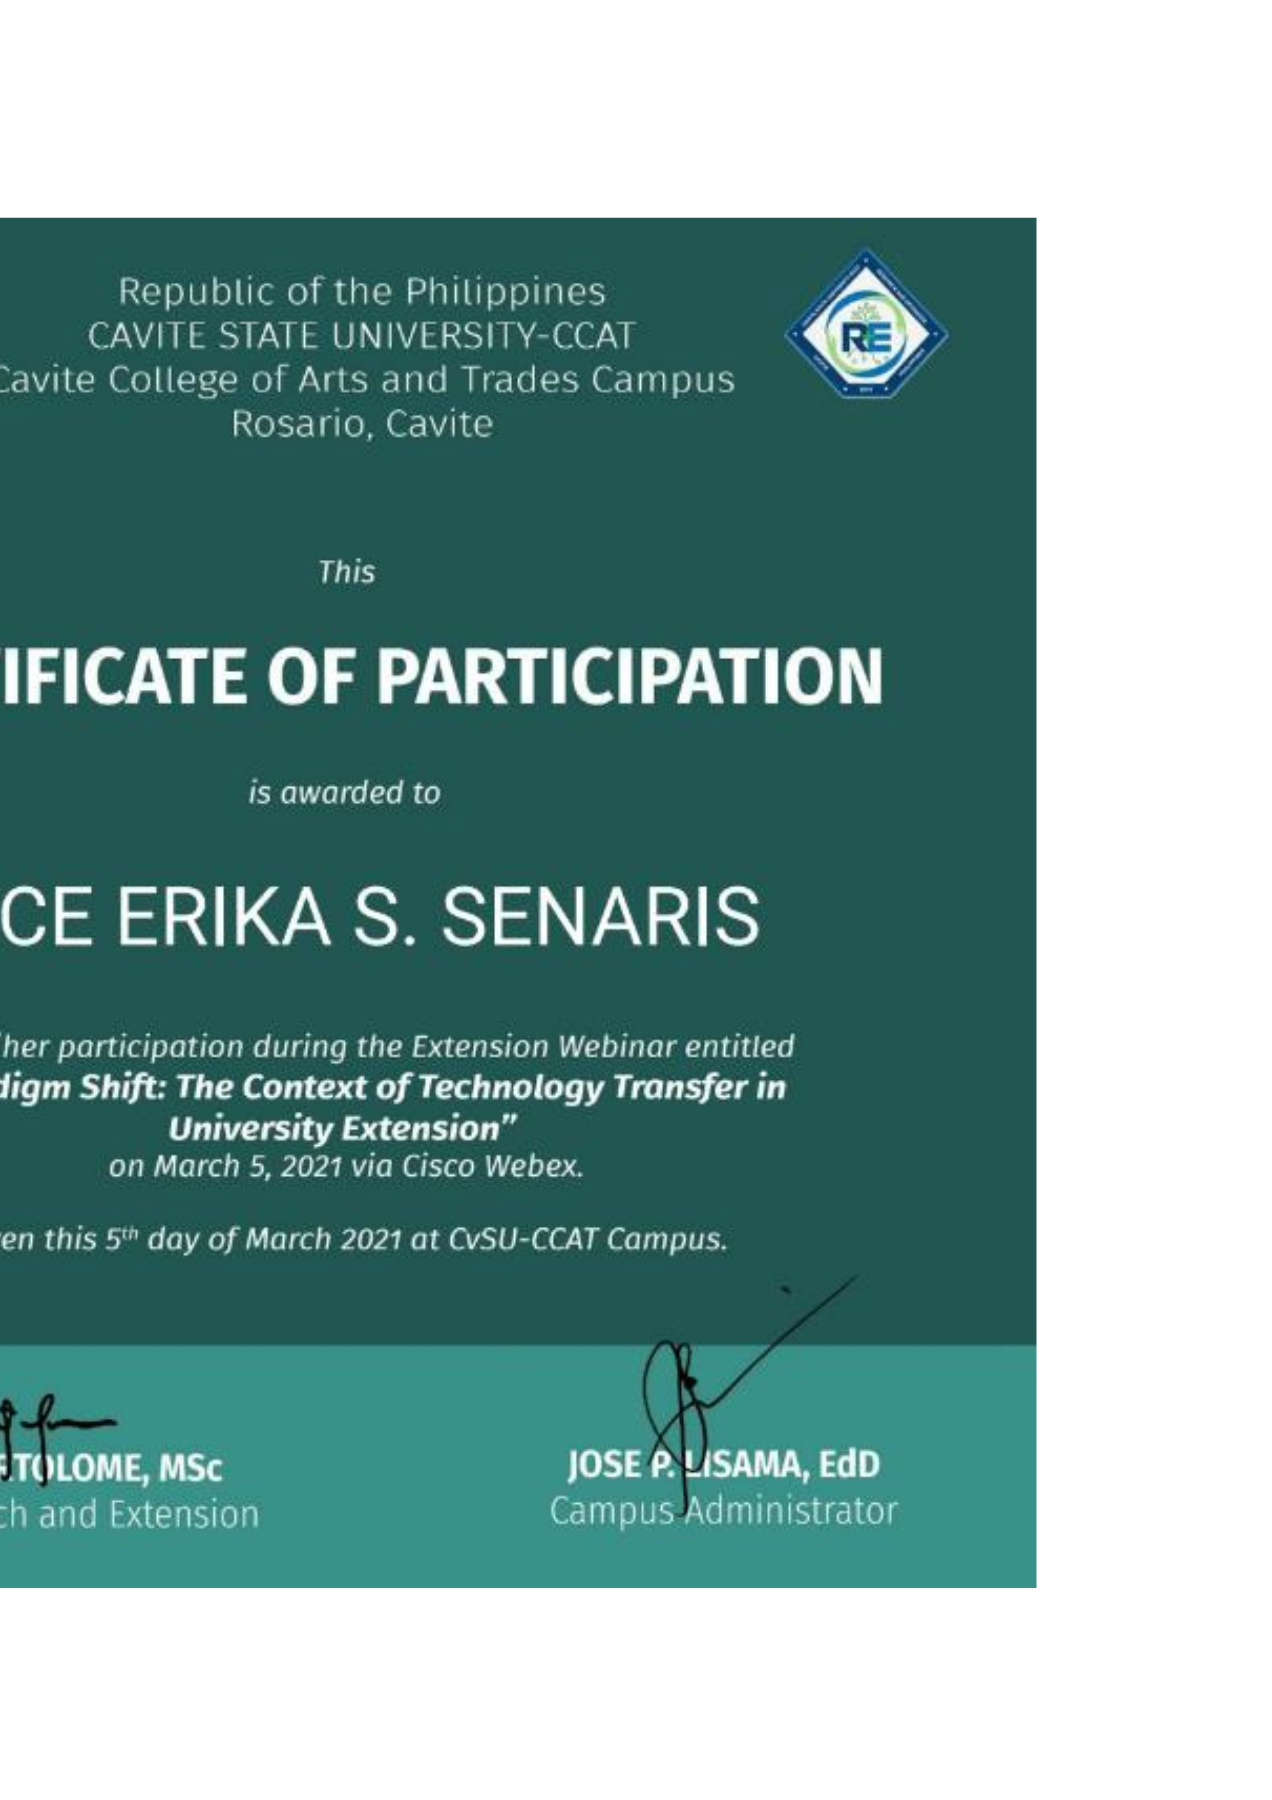 Republic of the Philippines
CAVITE STATE UNIVERSITY-CCAT
Cavite College of Arts and Trades Campus
Rosario, Cavite
RE
This
IFICATE OF PARTICIPATION
is awarded to
CE ERIKA S. SENARIS
her participation during the Extension Webinar entitled
digm Shift: The Context of Technology Transfer in
University Extension”
on March 5, 2021 via Cisco Webex.
en this 5th day of March 2021 at CvSU-CCAT Campus.
TOLOME, MSc
ch and Extension
JOSE P. LISAMA, EdD
Campus Administrator